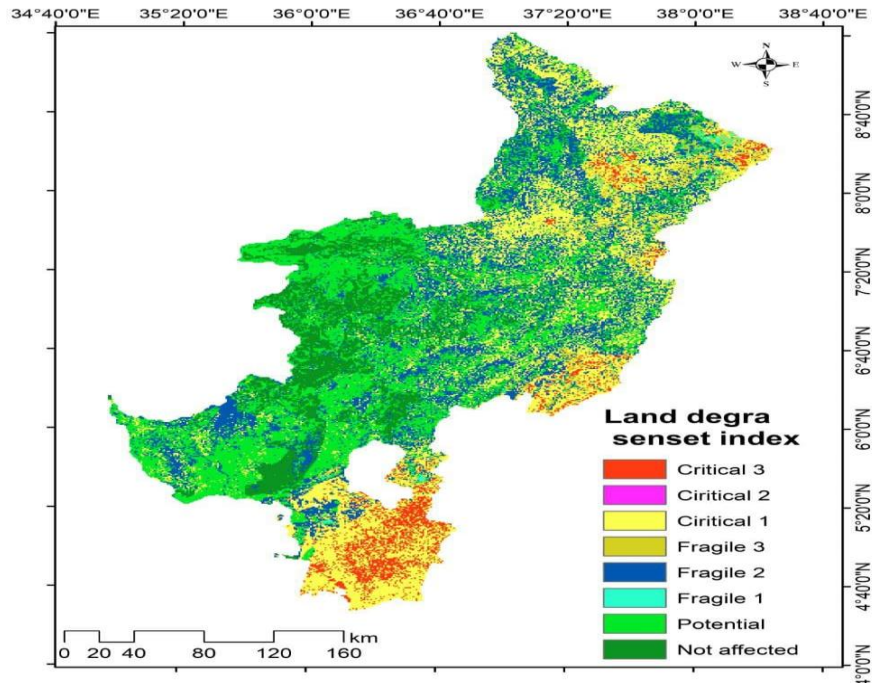 34°40'0"E 35°20'0"E 36°0'0"E 36°40'0"E 37°20'0"E 38°0'0"E 38°40'0"E
N
W E
S
8°40'0"N
8°0'0"N
7°20'0"N
6°40'0"N
6°0'0"N
5°20'0"N
4°40'0"N
4°0'0"N
Land degra
senset index
Critical 3
Ciritical 2
Ciritical 1
Fragile 3
Fragile 2
Fragile 1
Potential
Not affected
km
0 20 40 80 120 160